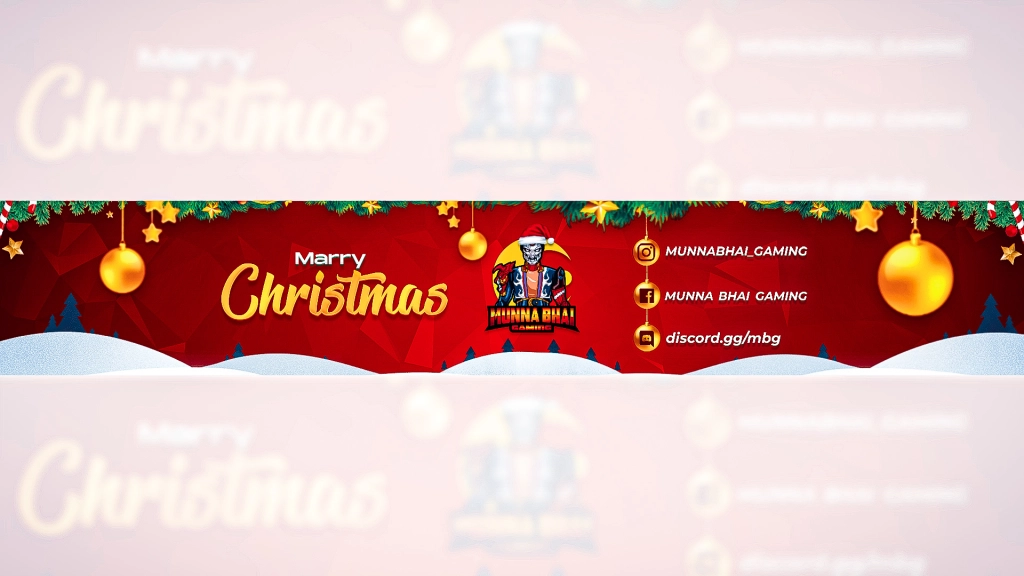 Marry
Christmas
MUNNA BHAI
GAMING
MUNNABHAI_GAMING
MUNNA BHAI GAMING
discord.gg/mbg